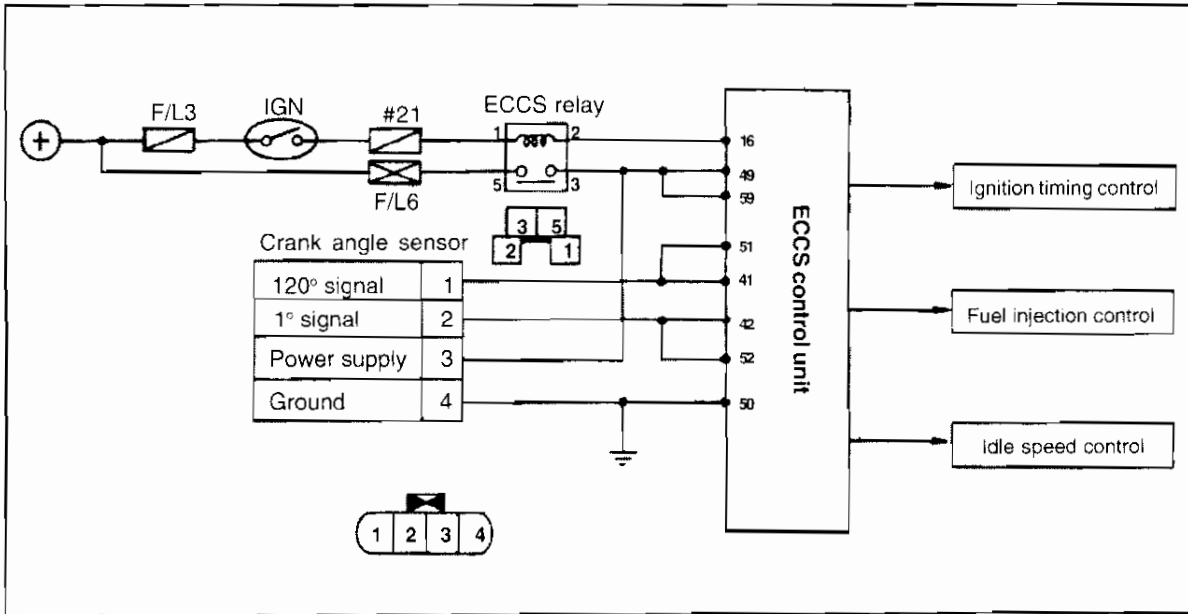 F/L3
IGN
#21
ECCS relay
1
2
5
3
F/L6
3
5
2
1
16
49
59
51
41
42
52
50
ECCS control unit
Ignition timing control
Fuel injection control
Idle speed control
Crank angle sensor
120° signal 1
1° signal 2
Power supply 3
Ground 4
1 2 3 4